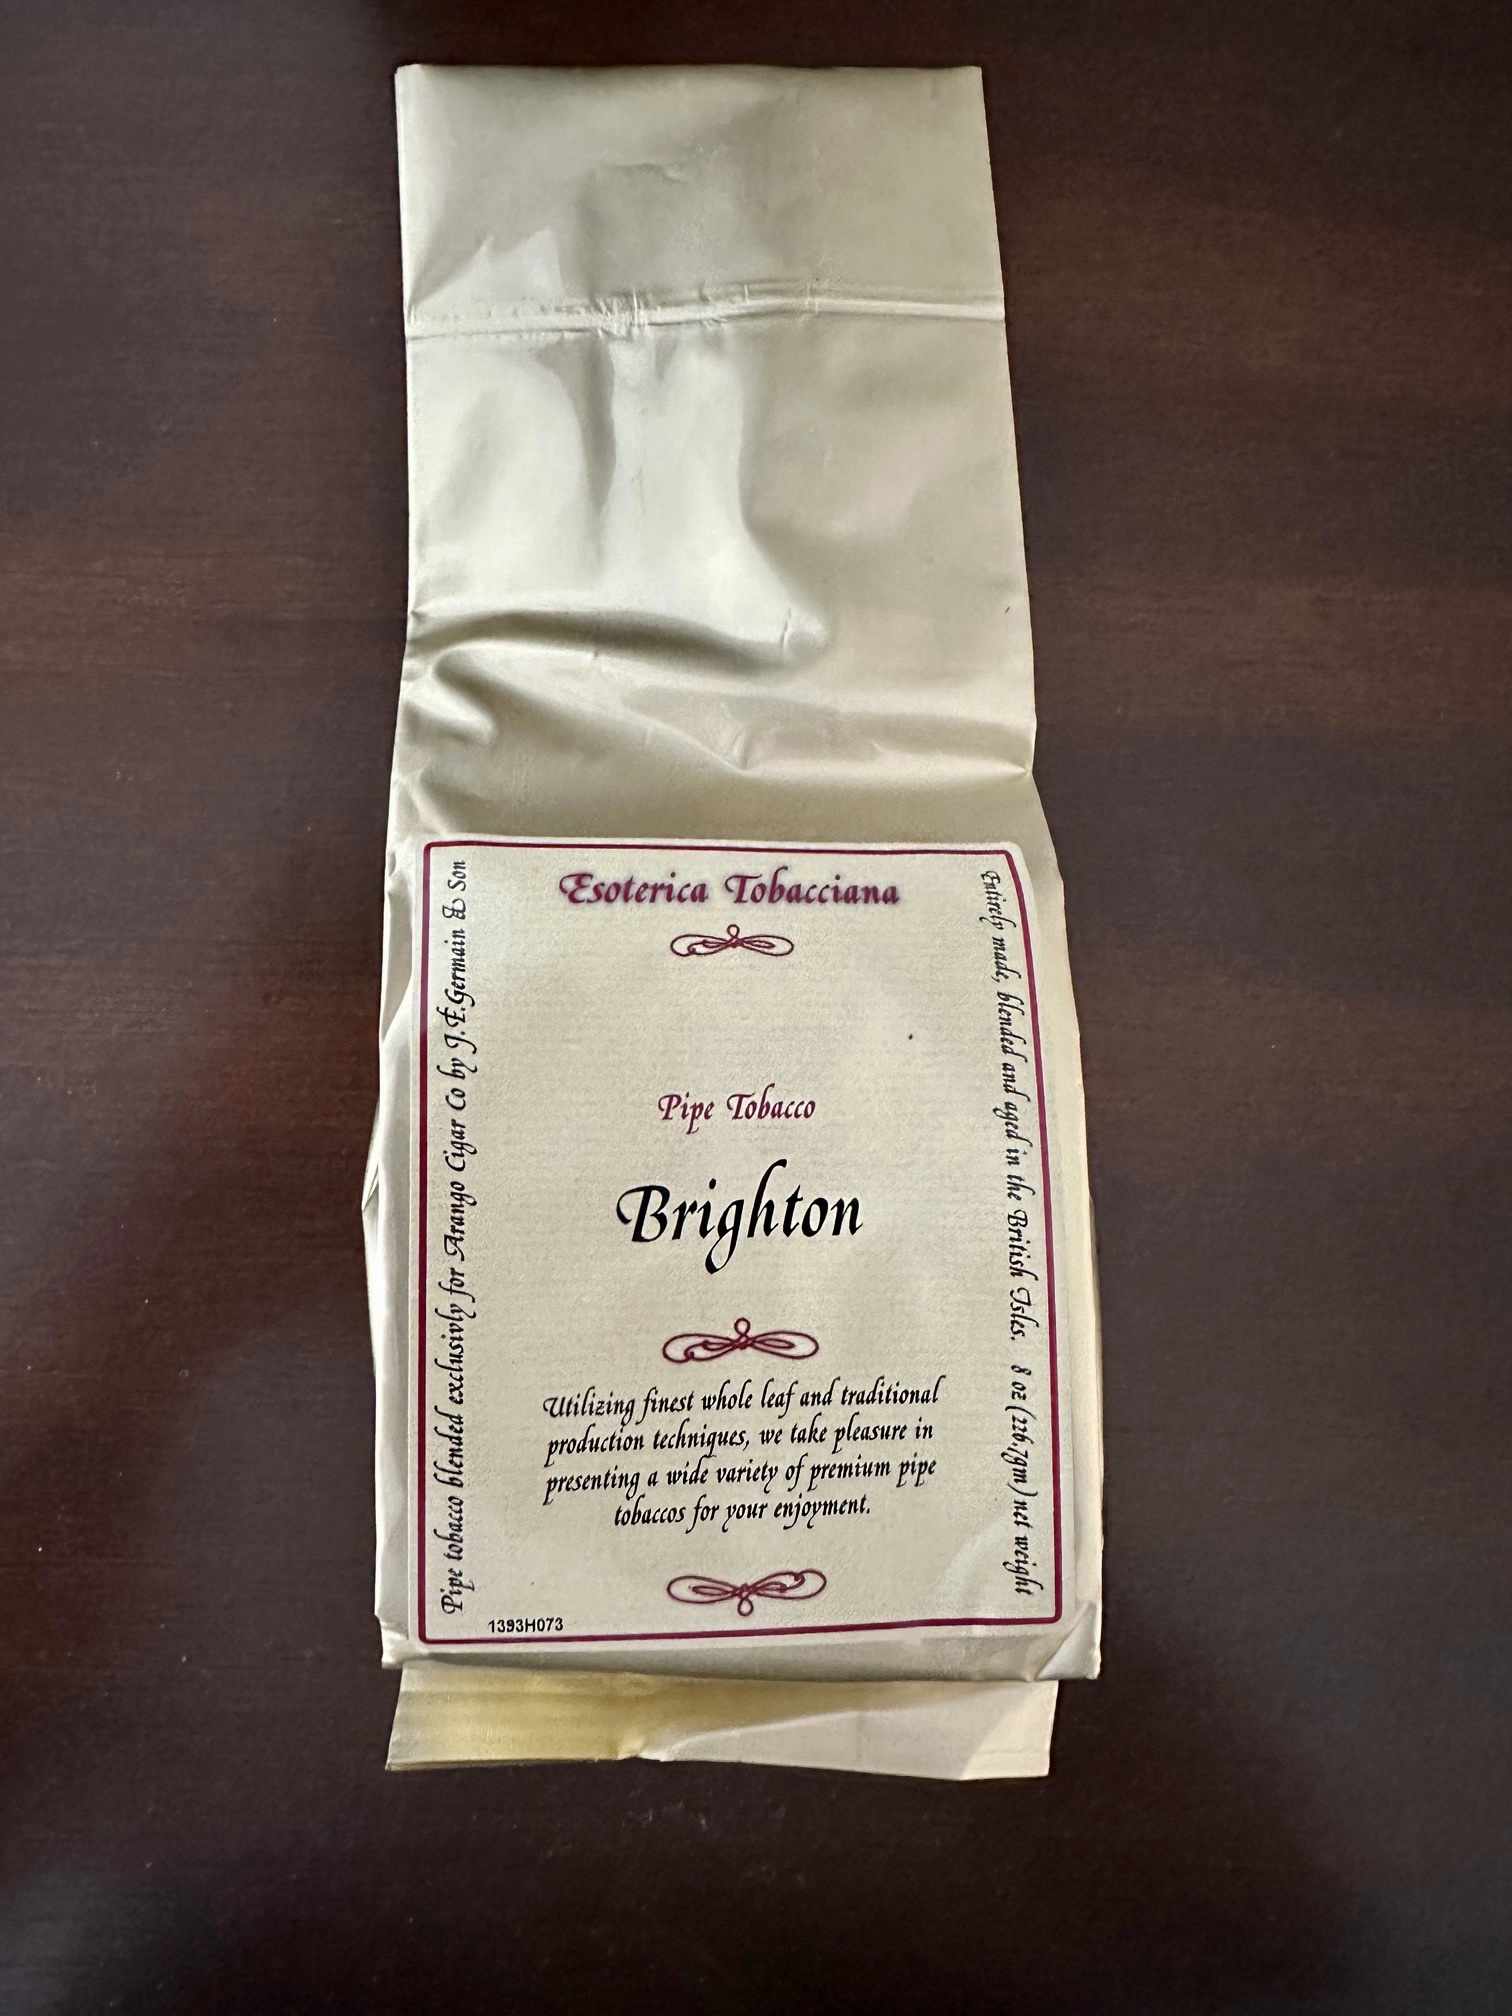 Esoterica Tobacciana
Pipe Tobacco
Brighton
Utilizing finest whole leaf and traditional
production techniques, we take pleasure in
presenting a wide variety of premium pipe
tobaccos for your enjoyment.
1393H073
Pipe tobacco blended exclusivly for Arango Cigar Co by J.E.Germain & Son
Entirely made, blended and aged in the British Isles. 8 oz (226.7gm) net weight